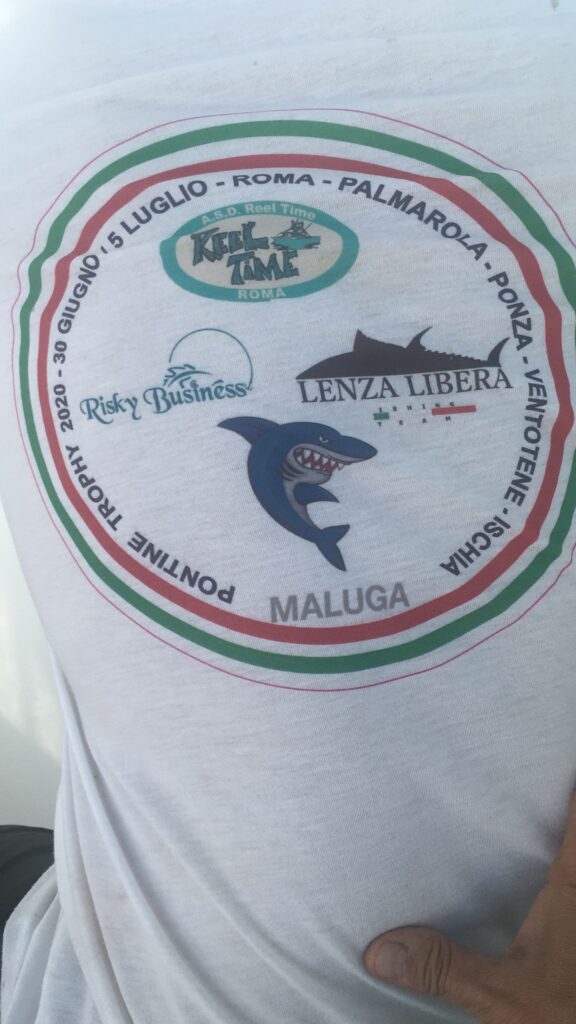 PONTINE TROPHY 2020 - 30 GIUGNO / 5 LUGLIO - ROMA - PALMAROLA - PONZA - VENTOTENE - ISCHIA
A.S.D. Reel Time
REEL
TIME
ROMA
Risky Business
LENZA LIBERA
TEAM
MALUGA